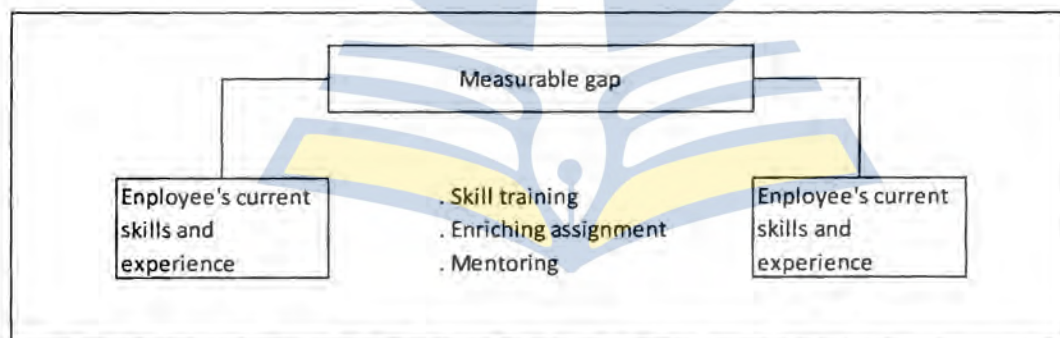 Measurable gap
Enployee's current
skills and
experience
. Skill training
. Enriching assignment
. Mentoring
Enployee's current
skills and
experience